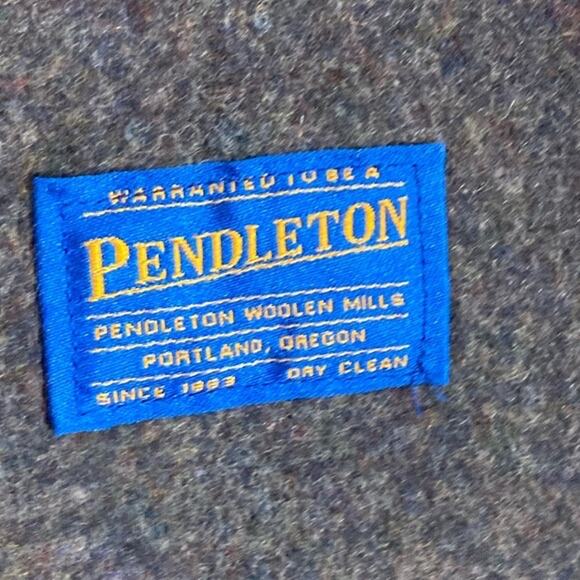 WARRANTED TO BE A
PENDLETON
PENDLETON WOOLEN MILLS
PORTLAND, OREGON
SINCE 1863 DRY CLEAN